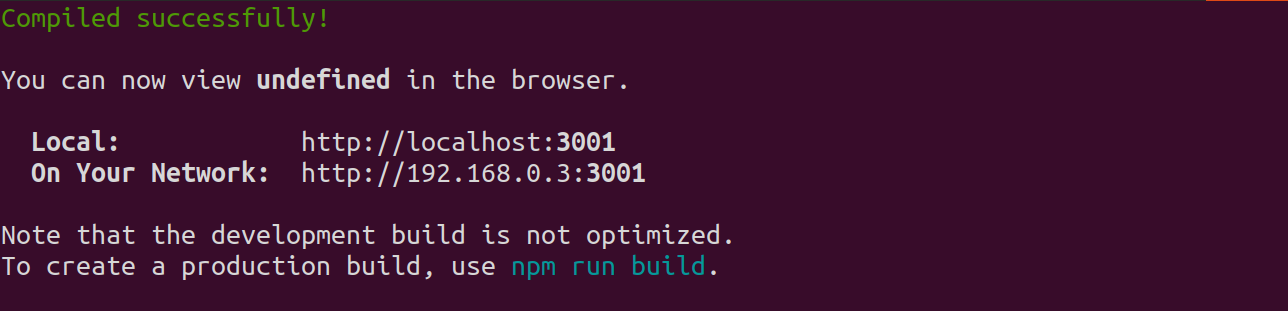 Compiled successfully!
You can now view undefined in the browser.
Local: http://localhost:3001
On Your Network: http://192.168.0.3:3001
Note that the development build is not optimized.
To create a production build, use npm run build.